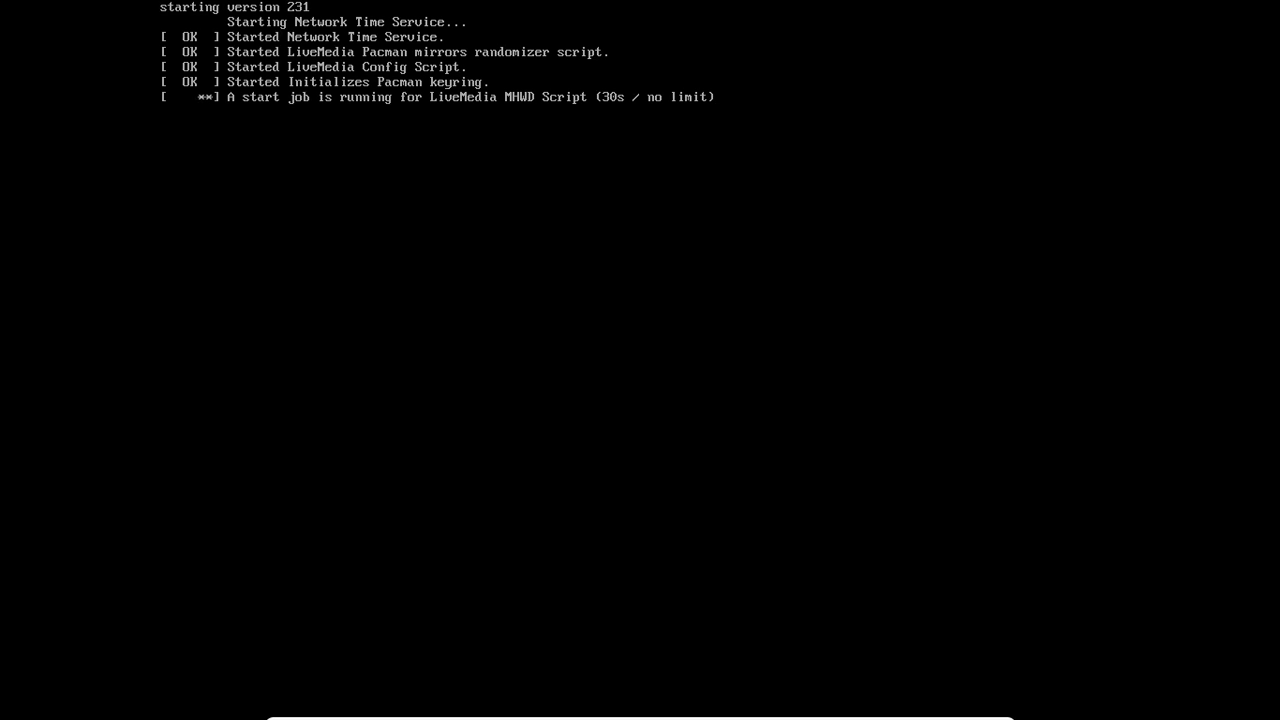 starting version 231
Starting Network Time Service...
[  OK  ] Started Network Time Service.
[  OK  ] Started LiveMedia Pacman mirrors randomizer script.
[  OK  ] Started LiveMedia Config Script.
[  OK  ] Started Initializes Pacman keyring.
[    **] A start job is running for LiveMedia MHWD Script (30s / no limit)